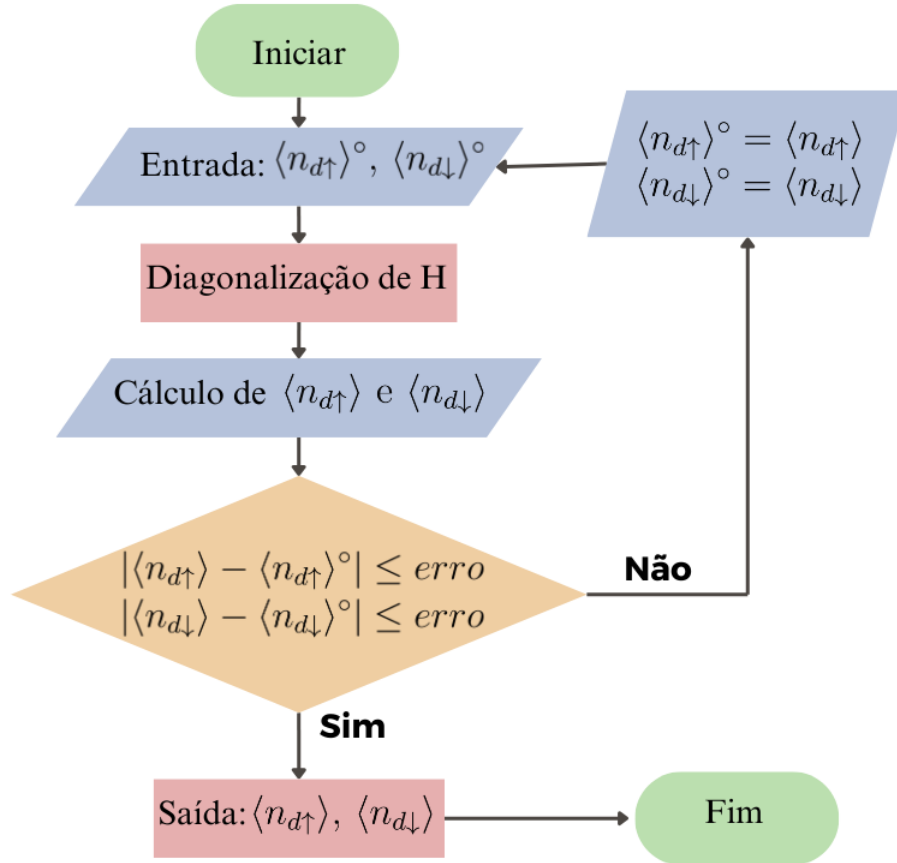 Iniciar
Entrada: ⟨n_{d↑}⟩°, ⟨n_{d↓}⟩°
⟨n_{d↑}⟩° = ⟨n_{d↑}⟩
⟨n_{d↓}⟩° = ⟨n_{d↓}⟩
Diagonalização de H
Cálculo de ⟨n_{d↑}⟩ e ⟨n_{d↓}⟩
|⟨n_{d↑}⟩ − ⟨n_{d↑}⟩°| ≤ erro
|⟨n_{d↓}⟩ − ⟨n_{d↓}⟩°| ≤ erro
Não
Sim
Saída: ⟨n_{d↑}⟩, ⟨n_{d↓}⟩
Fim